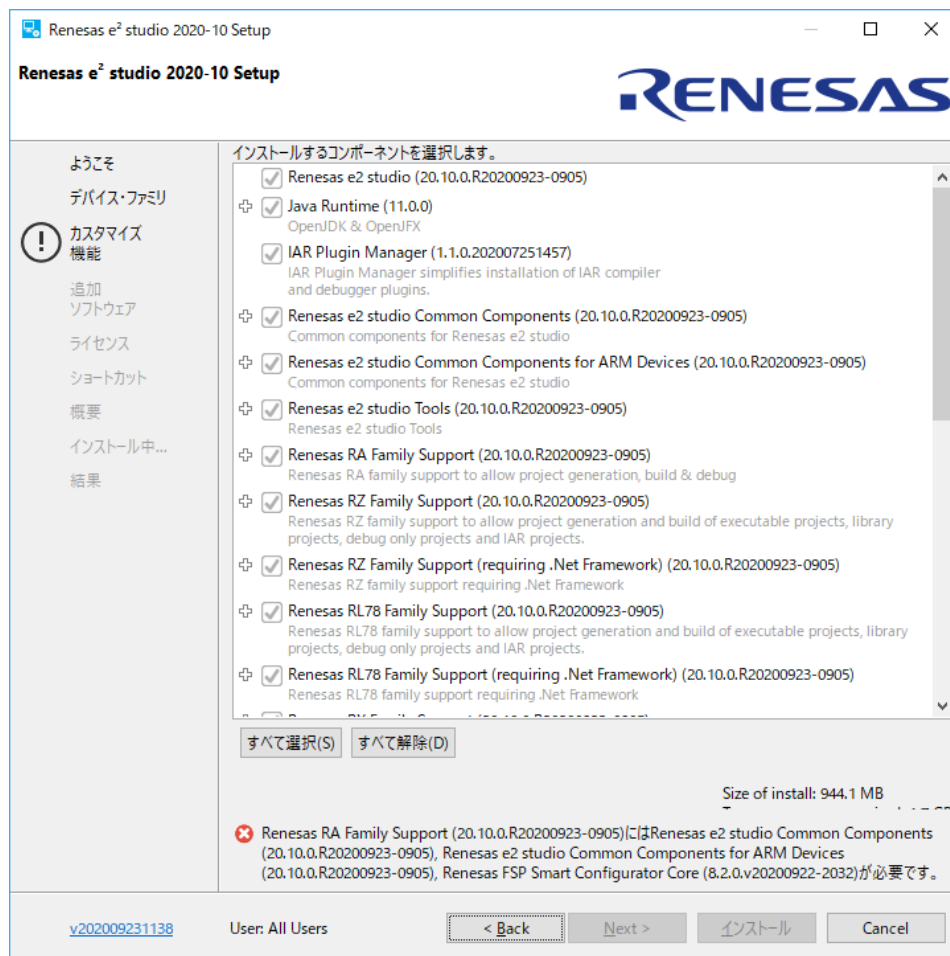 Renesas e² studio 2020-10 Setup
Renesas e² studio 2020-10 Setup
RENESAS
ようこそ
デバイス・ファミリ
カスタマイズ
機能
追加
ソフトウェア
ライセンス
ショートカット
概要
インストール中...
結果
インストールするコンポーネントを選択します。
Renesas e2 studio (20.10.0.R20200923-0905)
Java Runtime (11.0.0)
OpenJDK & OpenJFX
IAR Plugin Manager (1.1.0.202007251457)
IAR Plugin Manager simplifies installation of IAR compiler
and debugger plugins.
Renesas e2 studio Common Components (20.10.0.R20200923-0905)
Common components for Renesas e2 studio
Renesas e2 studio Common Components for ARM Devices (20.10.0.R20200923-0905)
Common components for Renesas e2 studio
Renesas e2 studio Tools (20.10.0.R20200923-0905)
Renesas e2 studio Tools
Renesas RA Family Support (20.10.0.R20200923-0905)
Renesas RA family support to allow project generation, build & debug
Renesas RZ Family Support (20.10.0.R20200923-0905)
Renesas RZ family support to allow project generation and build of executable projects, library
projects, debug only projects and IAR projects.
Renesas RZ Family Support (requiring .Net Framework) (20.10.0.R20200923-0905)
Renesas RZ family support requiring .Net Framework
Renesas RL78 Family Support (20.10.0.R20200923-0905)
Renesas RL78 family support to allow project generation and build of executable projects, library
projects, debug only projects and IAR projects.
Renesas RL78 Family Support (requiring .Net Framework) (20.10.0.R20200923-0905)
Renesas RL78 family support requiring .Net Framework
すべて選択(S) すべて解除(D)
Size of install: 944.1 MB
Renesas RA Family Support (20.10.0.R20200923-0905)にはRenesas e2 studio Common Components
(20.10.0.R20200923-0905), Renesas e2 studio Common Components for ARM Devices
(20.10.0.R20200923-0905), Renesas FSP Smart Configurator Core (8.2.0.v20200922-2032)が必要です。
v202009231138 User: All Users < Back Next > インストール Cancel